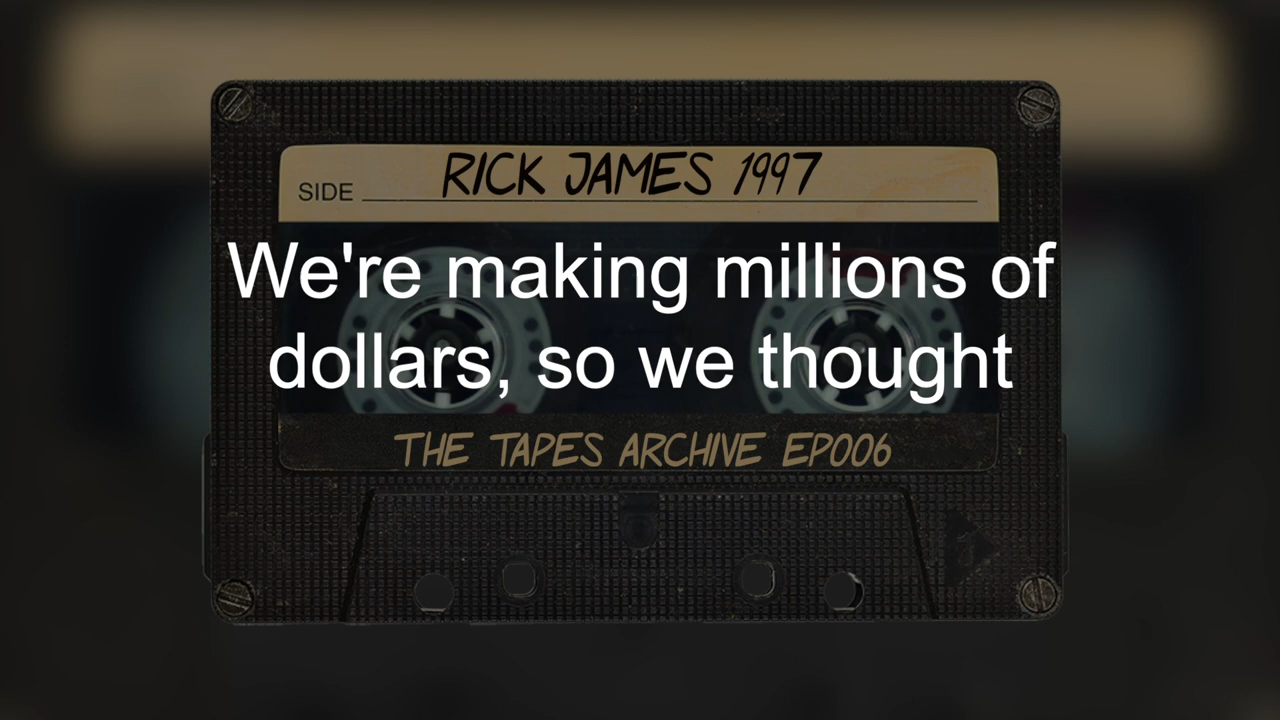 RICK JAMES 1997
SIDE
We're making millions of
dollars, so we thought
THE TAPES ARCHIVE EP006